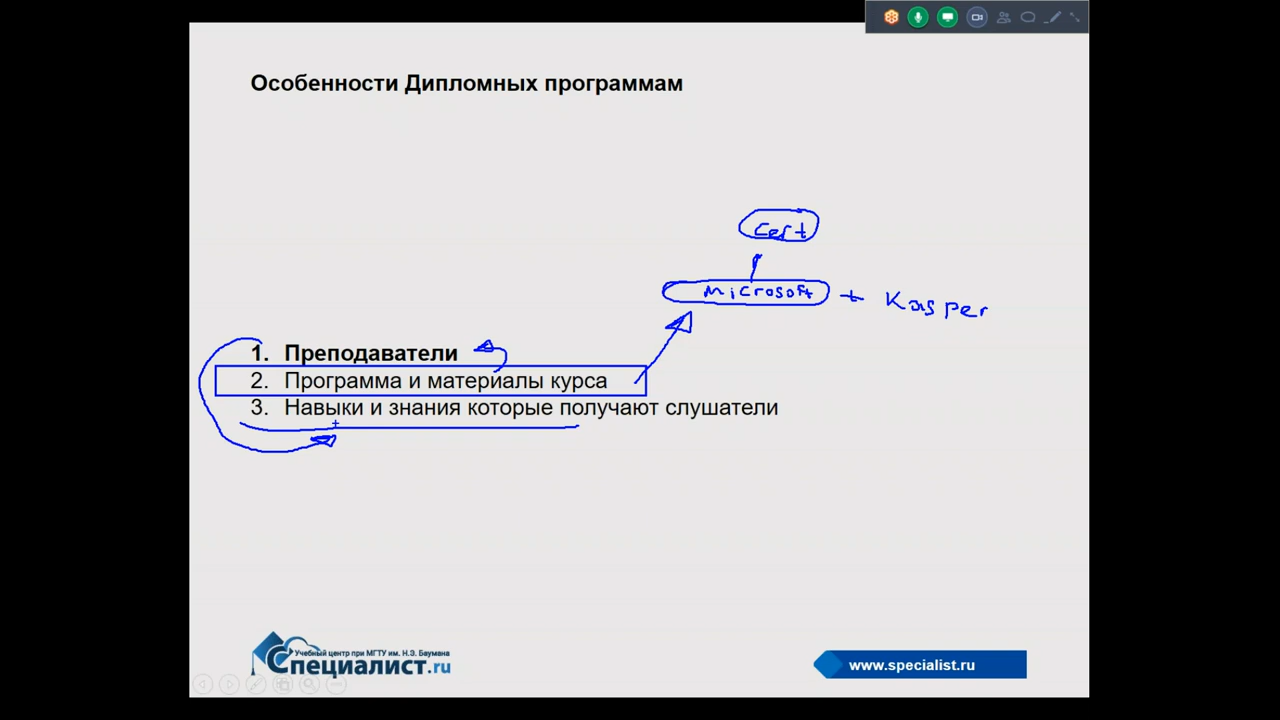 Особенности Дипломных программам
Cert
Microsoft + Kasper
1. Преподаватели
2. Программа и материалы курса
3. Навыки и знания которые получают слушатели
Учебный центр при МГТУ им. Н.Э. Баумана
Специалист.ru
www.specialist.ru